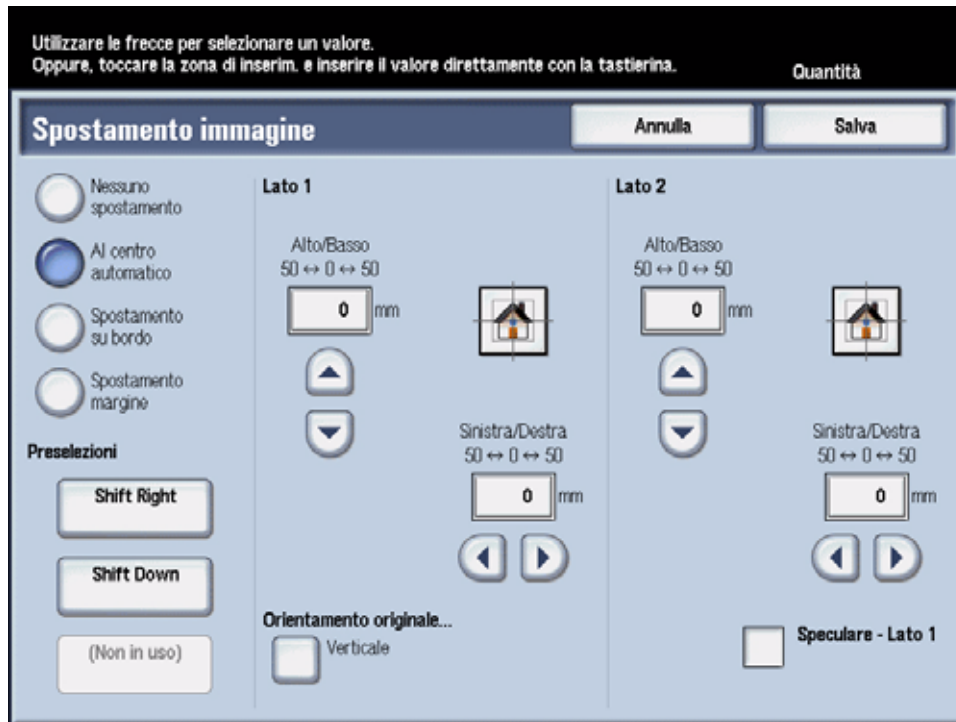 Utilizzare le frecce per selezionare un valore.
Oppure, toccare la zona di inserim. e inserire il valore direttamente con la tastierina.
Quantità
Spostamento immagine
Annulla
Salva
Nessuno
spostamento
Al centro
automatico
Spostamento
su bordo
Spostamento
margine
Preselezioni
Shift Right
Shift Down
(Non in uso)
Lato 1
Alto/Basso
50 ↔ 0 ↔ 50
0 mm
Sinistra/Destra
50 ↔ 0 ↔ 50
0 mm
Orientamento originale...
Verticale
Lato 2
Alto/Basso
50 ↔ 0 ↔ 50
0 mm
Sinistra/Destra
50 ↔ 0 ↔ 50
0 mm
Speculare - Lato 1